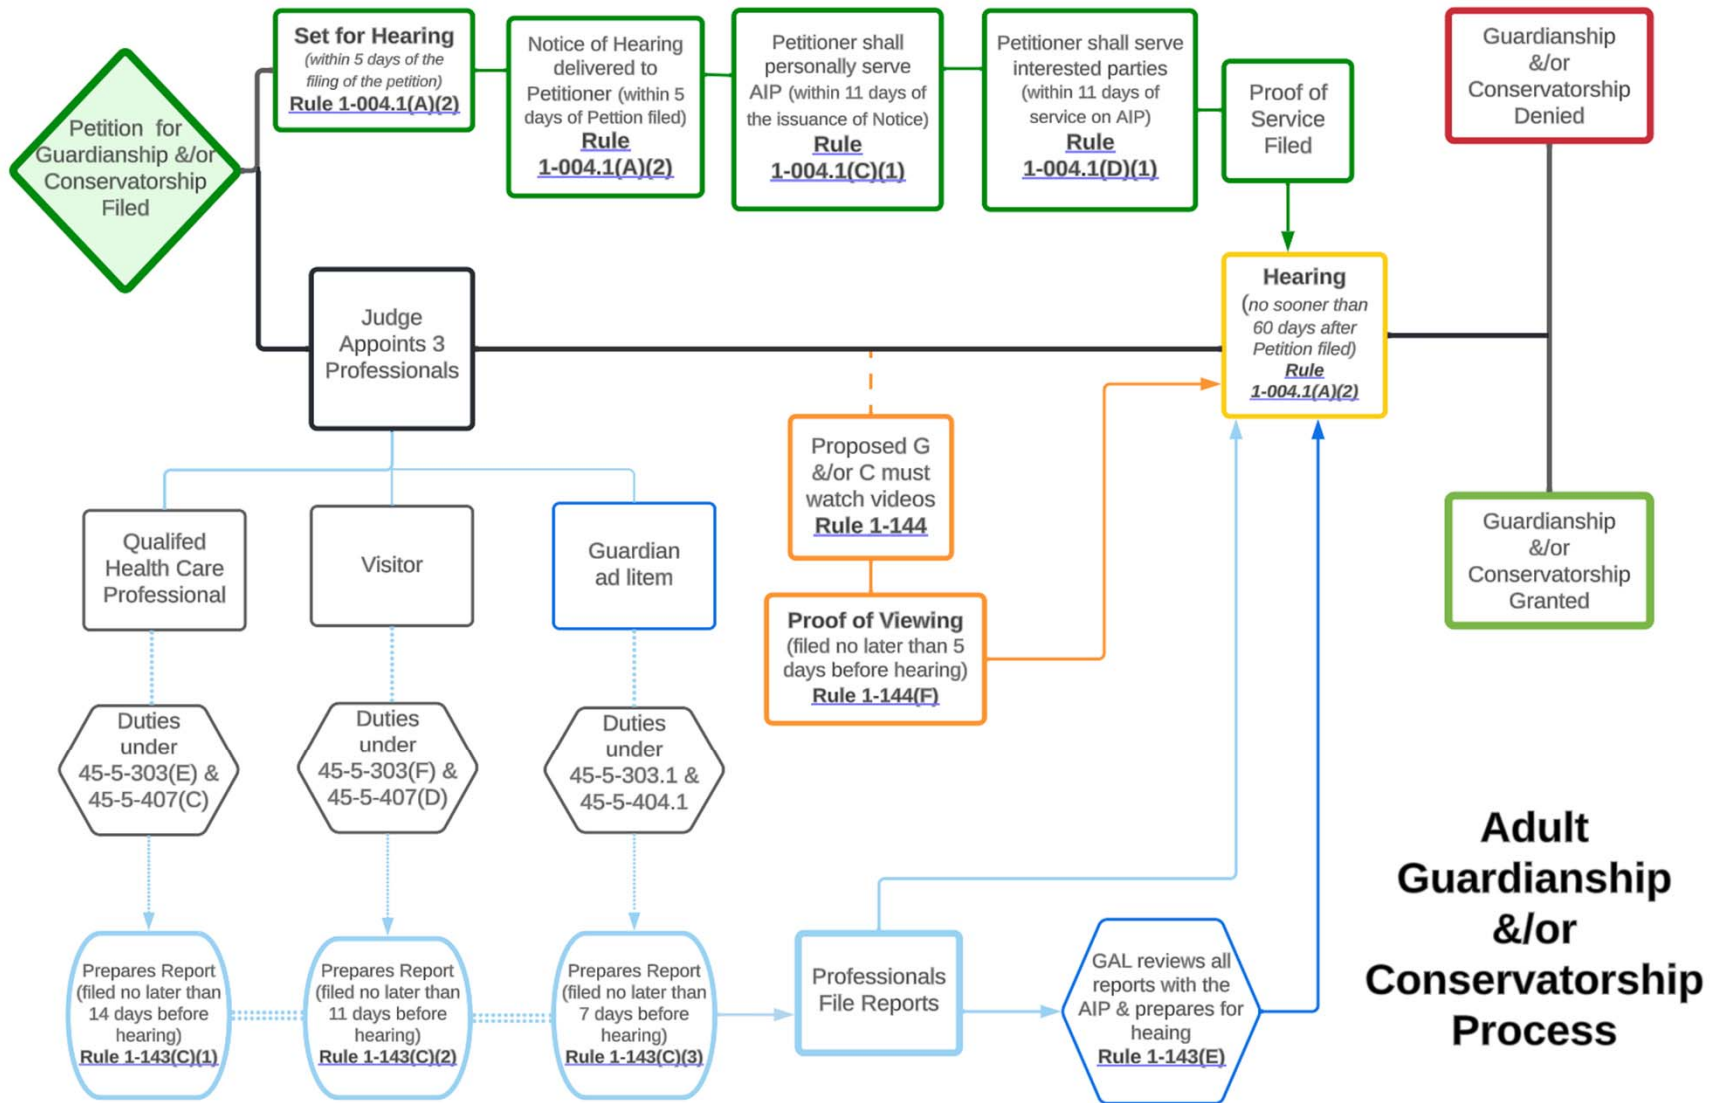 Petition for
Guardianship &/or
Conservatorship
Filed
Set for Hearing
(within 5 days of the
filing of the petition)
Rule 1-004.1(A)(2)
Notice of Hearing
delivered to
Petitioner (within 5
days of Pettion filed)
Rule
1-004.1(A)(2)
Petitioner shall
personally serve
AIP (within 11 days of
the issuance of Notice)
Rule
1-004.1(C)(1)
Petitioner shall serve
interested parties
(within 11 days of
service on AIP)
Rule
1-004.1(D)(1)
Proof of
Service
Filed
Guardianship
&/or
Conservatorship
Denied
Judge
Appoints 3
Professionals
Hearing
(no sooner than
60 days after
Petition filed)
Rule
1-004.1(A)(2)
Proposed G
&/or C must
watch videos
Rule 1-144
Proof of Viewing
(filed no later than 5
days before hearing)
Rule 1-144(F)
Guardianship
&/or
Conservatorship
Granted
Qualifed
Health Care
Professional
Visitor
Guardian
ad litem
Duties
under
45-5-303(E) &
45-5-407(C)
Duties
under
45-5-303(F) &
45-5-407(D)
Duties
under
45-5-303.1 &
45-5-404.1
Prepares Report
(filed no later than
14 days before
hearing)
Rule 1-143(C)(1)
Prepares Report
(filed no later than
11 days before
hearing)
Rule 1-143(C)(2)
Prepares Report
(filed no later than
7 days before
hearing)
Rule 1-143(C)(3)
Professionals
File Reports
GAL reviews all
reports with the
AIP & prepares for
heaing
Rule 1-143(E)
Adult
Guardianship
&/or
Conservatorship
Process